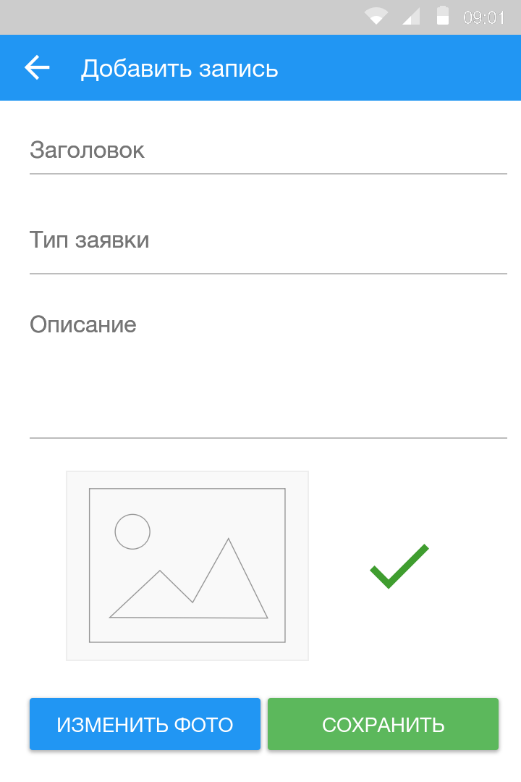 09:01
Добавить запись
Заголовок
Тип заявки
Описание
ИЗМЕНИТЬ ФОТО
СОХРАНИТЬ